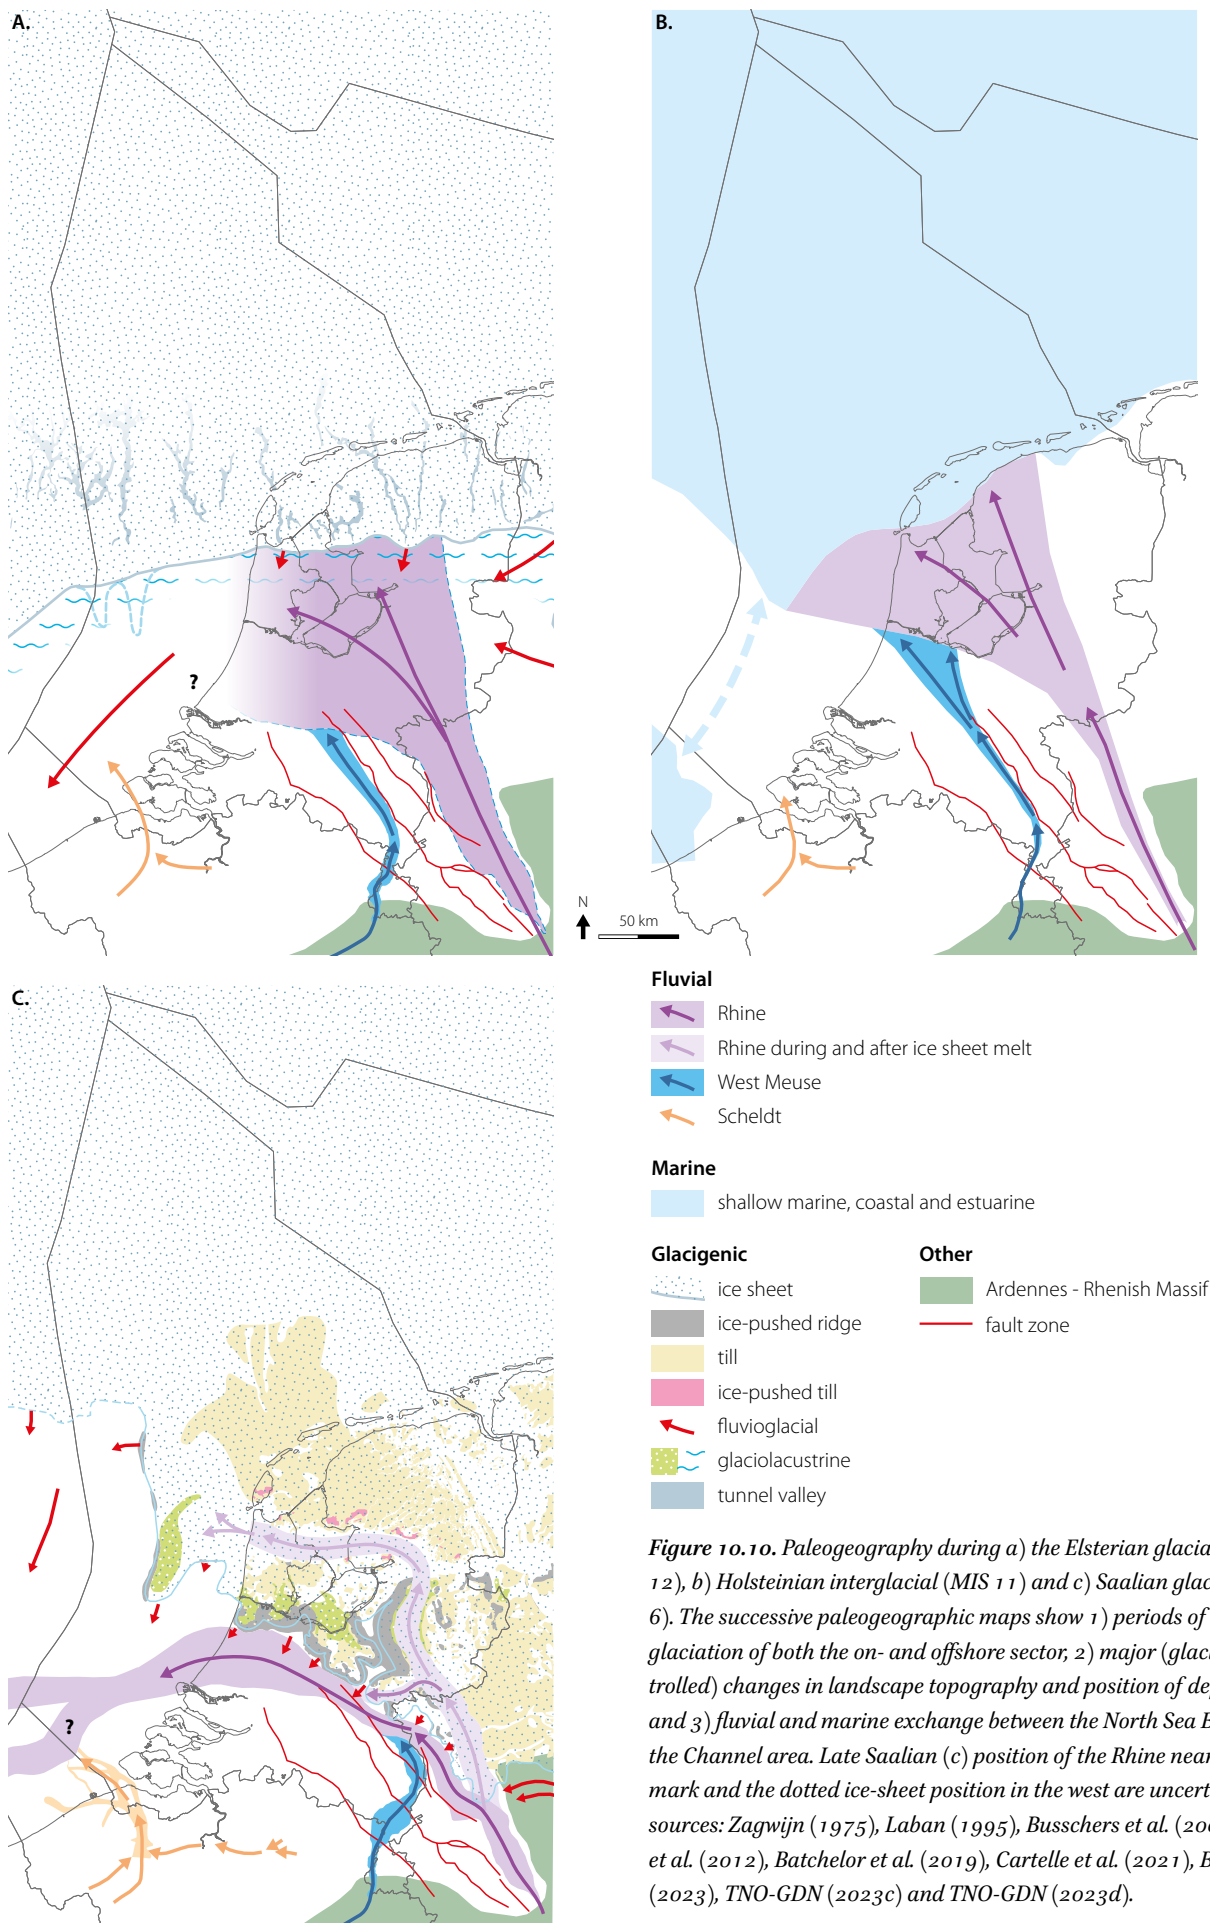 A.
B.
?
N
50 km
C.
?
Fluvial
Rhine
Rhine during and after ice sheet melt
West Meuse
Scheldt
Marine
shallow marine, coastal and estuarine
Glacigenic
ice sheet
ice-pushed ridge
till
ice-pushed till
fluvioglacial
glaciolacustrine
tunnel valley
Other
Ardennes - Rhenish Massif
fault zone
Figure 10.10. Paleogeography during a) the Elsterian glacia
12), b) Holsteinian interglacial (MIS 11) and c) Saalian glac
6). The successive paleogeographic maps show 1) periods of
glaciation of both the on- and offshore sector, 2) major (glac
trolled) changes in landscape topography and position of de
and 3) fluvial and marine exchange between the North Sea B
the Channel area. Late Saalian (c) position of the Rhine near
mark and the dotted ice-sheet position in the west are uncert
sources: Zagwijn (1975), Laban (1995), Busschers et al. (20
et al. (2012), Batchelor et al. (2019), Cartelle et al. (2021), B
(2023), TNO-GDN (2023c) and TNO-GDN (2023d).